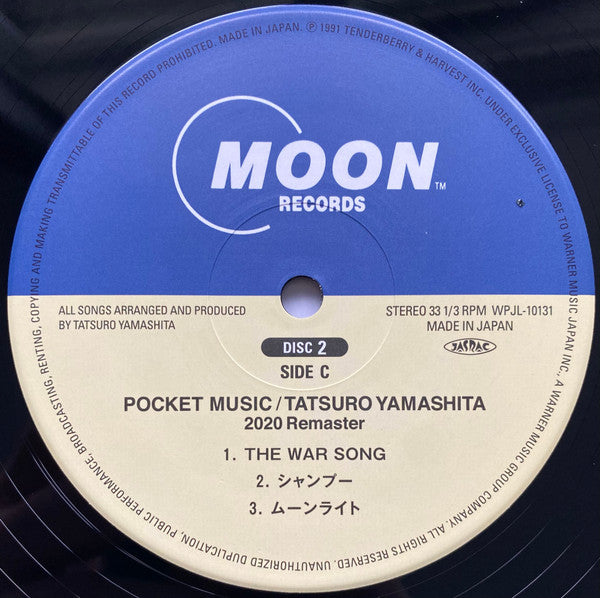 UNAUTHORIZED DUPLICATION, PUBLIC PERFORMANCE, BROADCASTING, RENTING, COPYING AND MAKING TRANSMITTABLE OF THIS RECORD PROHIBITED. MADE IN JAPAN. ℗ 1991 TENDERBERRY & HARVEST INC. UNDER EXCLUSIVE LICENSE TO WARNER MUSIC JAPAN INC., A WARNER MUSIC GROUP COMPANY. ALL RIGHTS RESERVED.
MOON™
RECORDS
ALL SONGS ARRANGED AND PRODUCED
BY TATSURO YAMASHITA
STEREO 33 1/3 RPM WPJL-10131
MADE IN JAPAN
JASRAC
DISC 2
SIDE C
POCKET MUSIC / TATSURO YAMASHITA
2020 Remaster
1. THE WAR SONG
2. シャンプー
3. ムーンライト